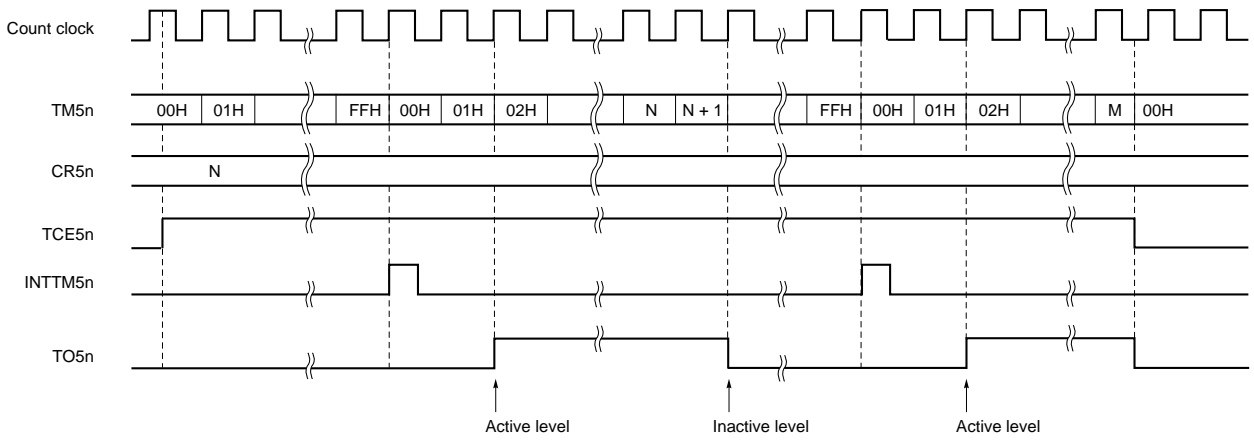 Count clock
TM5n 00H 01H FFH 00H 01H 02H N N + 1 FFH 00H 01H 02H M 00H
CR5n N
TCE5n
INTTM5n
TO5n
Active level Inactive level Active level